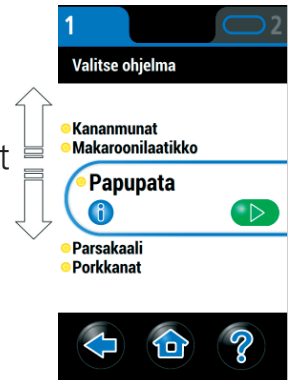 1
2
Valitse ohjelma
Kananmunat
Makaroonilaatikko
t
Papupata
i
Parsakaali
Porkkanat
?